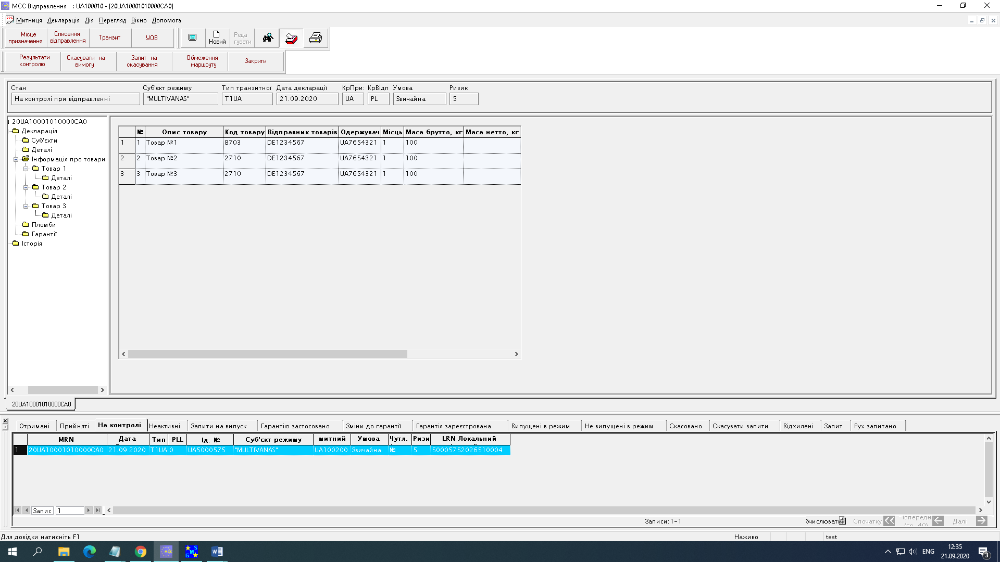 МСС Відправлення : UA100010 - [20UA10001010000CA0]
Митниця Декларація Дія Перегляд Вікно Допомога
Місце призначення Списання відправлення Транзит УОВ Новий Реда гувати
Результати контролю Скасувати на вимогу Запит на скасування Обмеження маршруту Закрити
Стан Суб'єкт режиму Тип транзитної Дата декларації КрПри: КрВідп Умова Ризик
На контролі при відправленні "MULTIVANAS" T1UA 21.09.2020 UA PL Звичайна 5
20UA10001010000CA0
Декларація
Суб'єкти
Деталі
Інформація про товари
Товар 1
Деталі
Товар 2
Деталі
Товар 3
Деталі
Пломби
Гарантії
Історія
№ Опис товару Код товару Відправник товарів Одержувач Місць Маса брутто, кг Маса нетто, кг
1 1 Товар №1 8703 DE1234567 UA7654321 1 100
2 2 Товар №2 2710 DE1234567 UA7654321 1 100
3 3 Товар №3 2710 DE1234567 UA7654321 1 100
20UA10001010000CA0
Отримані Прийняті На контролі Неактивні Запити на випуск Гарантію застосовано Зміни до гарантії Гарантія зареєстрована Випущені в режим Не випущені в режим Скасовано Скасувати запити Відхилені Запит Рух запитано
MRN Дата Тип PLL Ід. № Суб'єкт режиму митний Умова Чутл. Ризи LRN Локальний
1 20UA10001010000CA0 21.09.2020 T1UA 0 UA5000575 "MULTIVANAS" UA100200 Звичайна № 5 50005752026510004
Запис 1
Записи:1-1 Спочатку Далі
Для довідки натисніть F1 Наживо test
12:35
ENG
21.09.2020
3